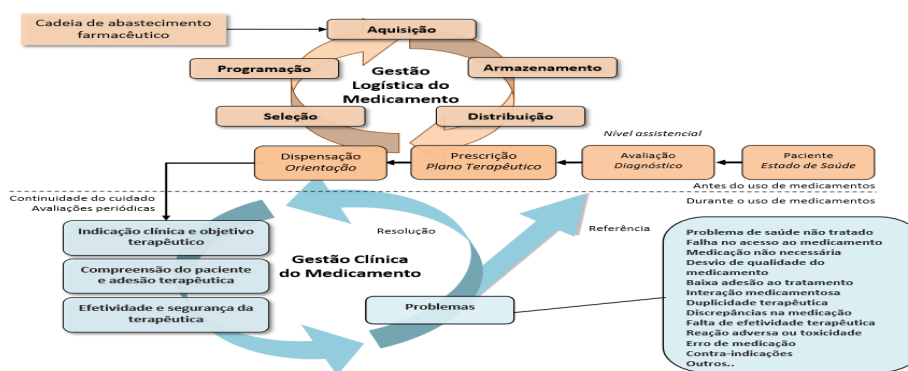 Cadeia de abastecimento
farmacêutico
Aquisição
Programação
Armazenamento
Gestão
Logística do
Medicamento
Seleção
Distribuição
Nível assistencial
Dispensação
Orientação
Prescrição
Plano Terapêutico
Avaliação
Diagnóstico
Paciente
Estado de Saúde
Antes do uso de medicamentos
Durante o uso de medicamentos
Continuidade do cuidado
Avaliações periódicas
Indicação clínica e objetivo
terapêutico
Compreensão do paciente
e adesão terapêutica
Efetividade e segurança da
terapêutica
Gestão Clínica
do Medicamento
Resolução
Referência
Problemas
Problema de saúde não tratado
Falha no acesso ao medicamento
Medicação não necessária
Desvio de qualidade do
medicamento
Baixa adesão ao tratamento
Interação medicamentosa
Duplicidade terapêutica
Discrepâncias na medicação
Falta de efetividade terapêutica
Reação adversa ou toxicidade
Erro de medicação
Contra-indicações
Outros..